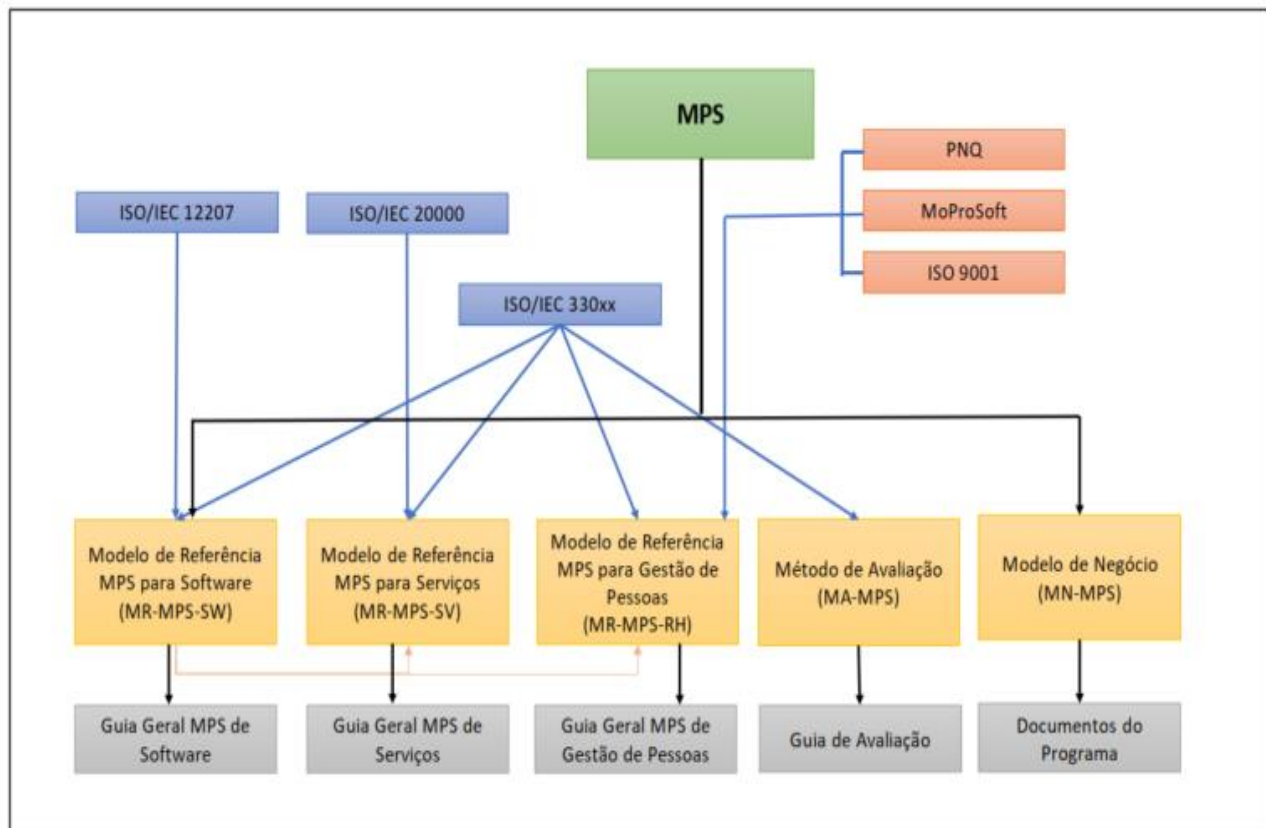 MPS
PNQ
MoProSoft
ISO 9001
ISO/IEC 12207
ISO/IEC 20000
ISO/IEC 330xx
Modelo de Referência
MPS para Software
(MR-MPS-SW)
Modelo de Referência
MPS para Serviços
(MR-MPS-SV)
Modelo de Referência
MPS para Gestão de
Pessoas
(MR-MPS-RH)
Método de Avaliação
(MA-MPS)
Modelo de Negócio
(MN-MPS)
Guia Geral MPS de
Software
Guia Geral MPS de
Serviços
Guia Geral MPS de
Gestão de Pessoas
Guia de Avaliação
Documentos do
Programa